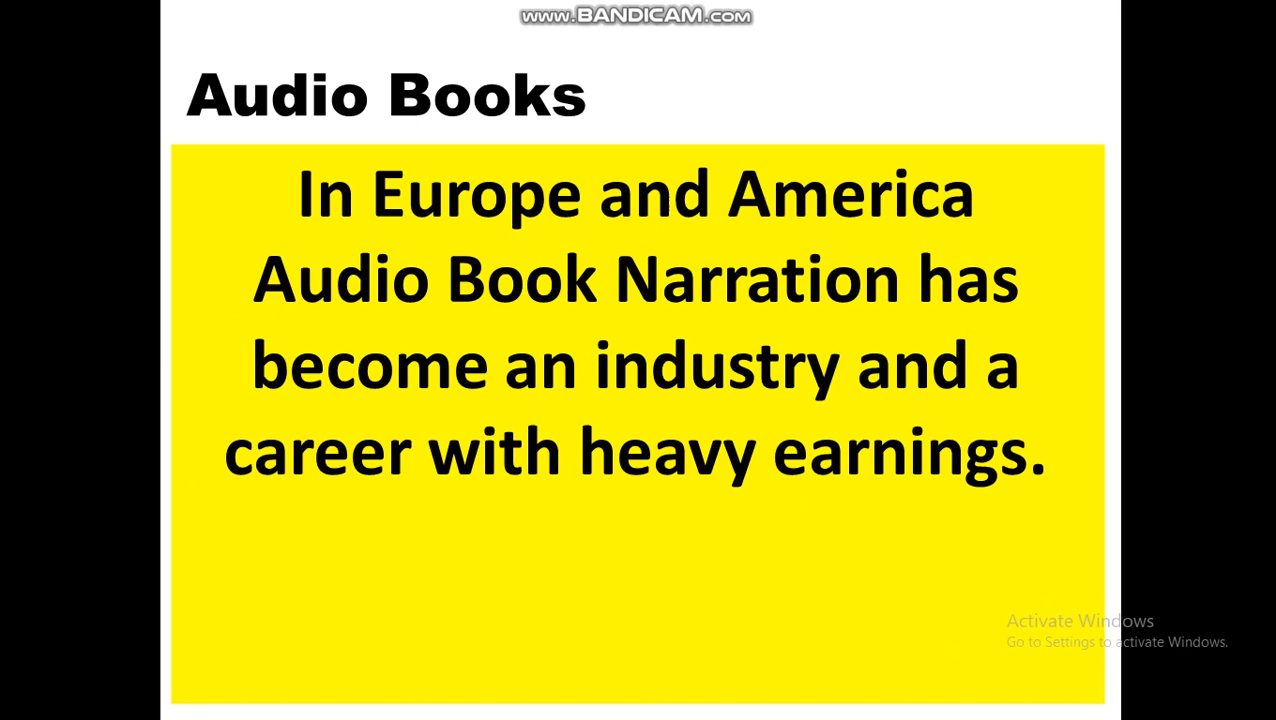 www.BANDICAM.com
Audio Books
In Europe and America
Audio Book Narration has
become an industry and a
career with heavy earnings.
Activate Windows
Go to Settings to activate Windows.